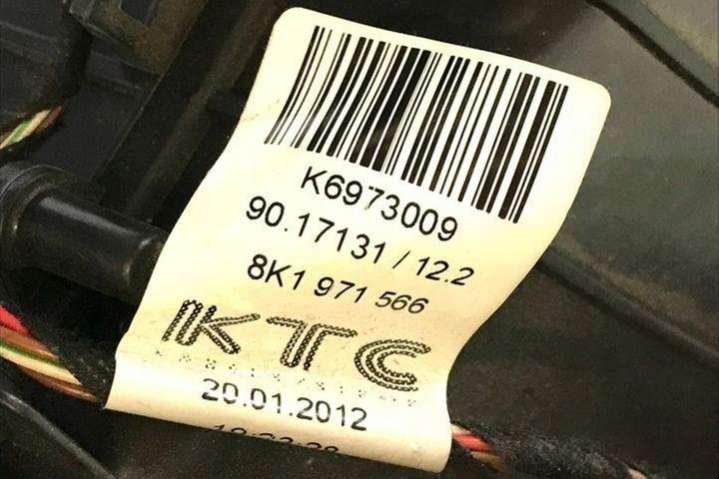 K6973009
90.17131 / 12.2
8K1 971 566
KTC
20.01.2012